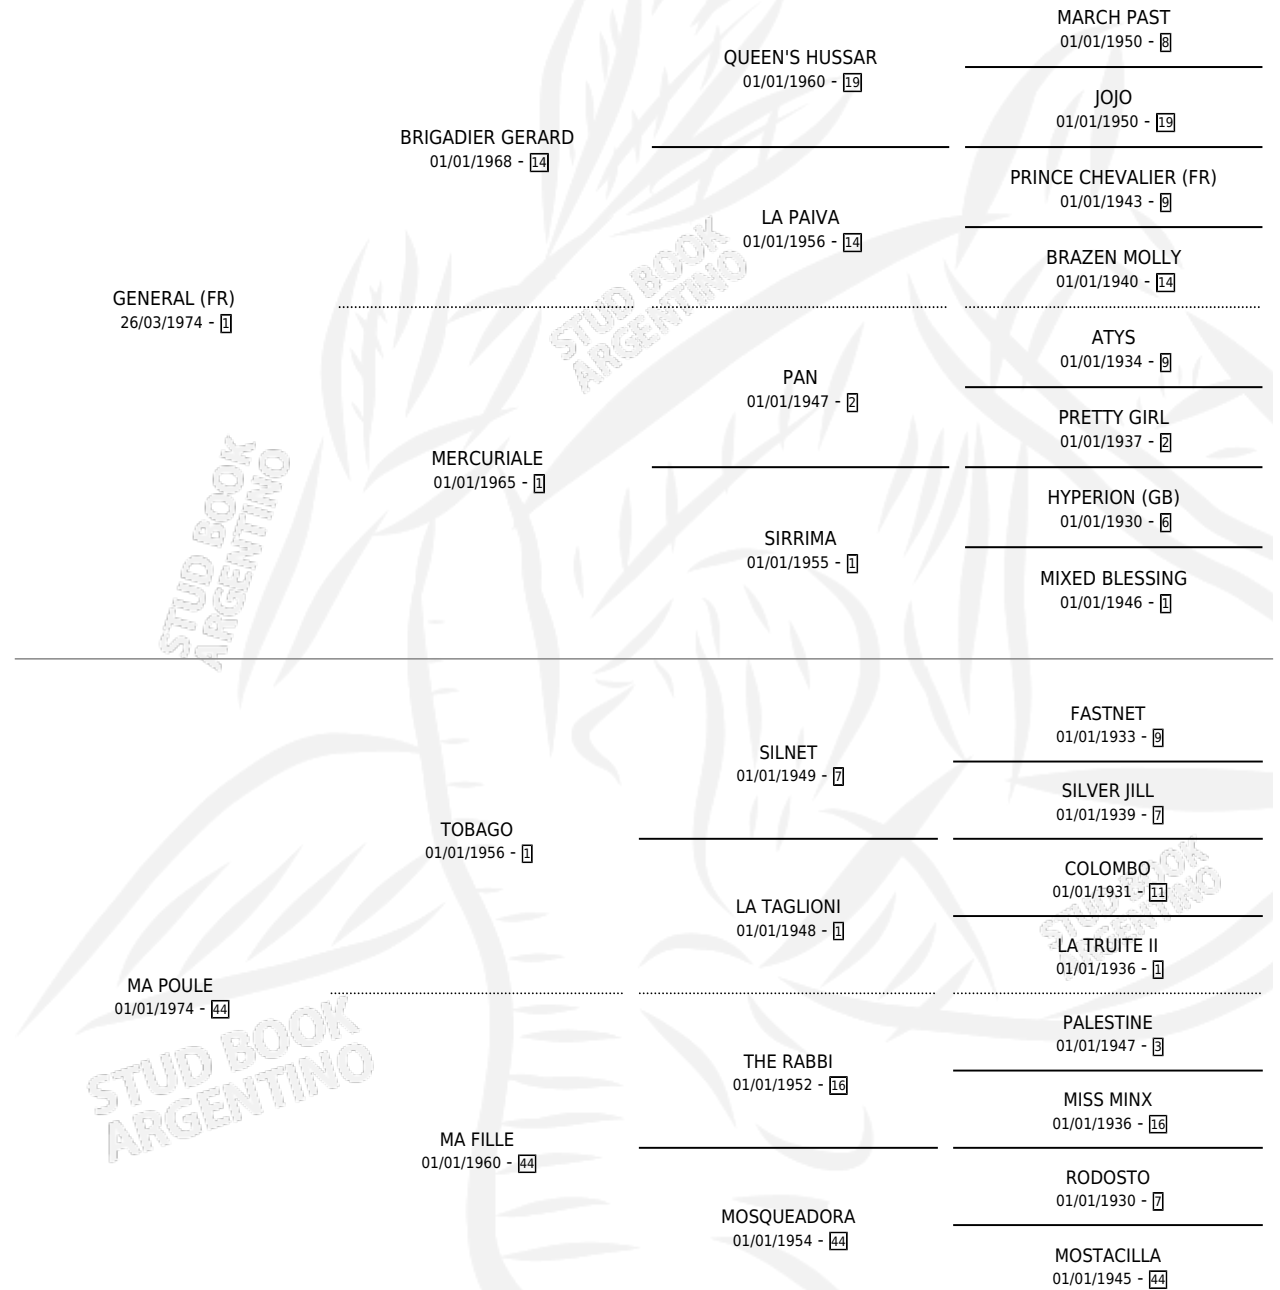 MARCH PAST
01/01/1950 - 8
QUEEN'S HUSSAR
01/01/1960 - 19
JOJO
01/01/1950 - 19
BRIGADIER GERARD
01/01/1968 - 14
PRINCE CHEVALIER (FR)
01/01/1943 - 9
LA PAIVA
01/01/1956 - 14
BRAZEN MOLLY
01/01/1940 - 14
GENERAL (FR)
26/03/1974 - 1
ATYS
01/01/1934 - 9
PAN
01/01/1947 - 2
PRETTY GIRL
01/01/1937 - 2
MERCURIALE
01/01/1965 - 1
HYPERION (GB)
01/01/1930 - 6
SIRRIMA
01/01/1955 - 1
MIXED BLESSING
01/01/1946 - 1
FASTNET
01/01/1933 - 9
SILNET
01/01/1949 - 7
SILVER JILL
01/01/1939 - 7
TOBAGO
01/01/1956 - 1
COLOMBO
01/01/1931 - 11
LA TAGLIONI
01/01/1948 - 1
LA TRUITE II
01/01/1936 - 1
MA POULE
01/01/1974 - 44
PALESTINE
01/01/1947 - 3
THE RABBI
01/01/1952 - 16
MISS MINX
01/01/1936 - 16
MA FILLE
01/01/1960 - 44
RODOSTO
01/01/1930 - 7
MOSQUEADORA
01/01/1954 - 44
MOSTACILLA
01/01/1945 - 44
STUD BOOK
ARGENTINO
STUD BOOK
ARGENTINO
STUD BOOK
ARGENTINO
STUD BOOK
ARGENTINO